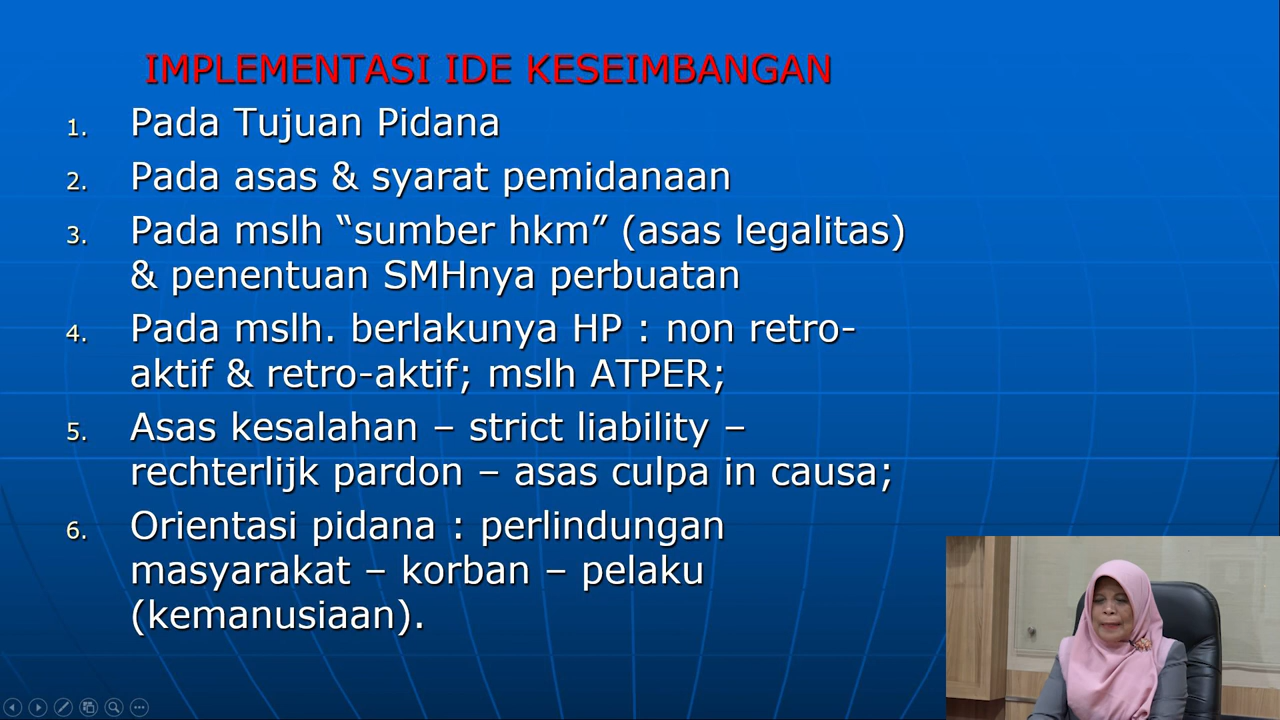 IMPLEMENTASI IDE KESEIMBANGAN
1. Pada Tujuan Pidana
2. Pada asas & syarat pemidanaan
3. Pada mslh “sumber hkm” (asas legalitas)
& penentuan SMHnya perbuatan
4. Pada mslh. berlakunya HP : non retro-
aktif & retro-aktif; mslh ATPER;
5. Asas kesalahan – strict liability –
rechterlijk pardon – asas culpa in causa;
6. Orientasi pidana : perlindungan
masyarakat – korban – pelaku
(kemanusiaan).